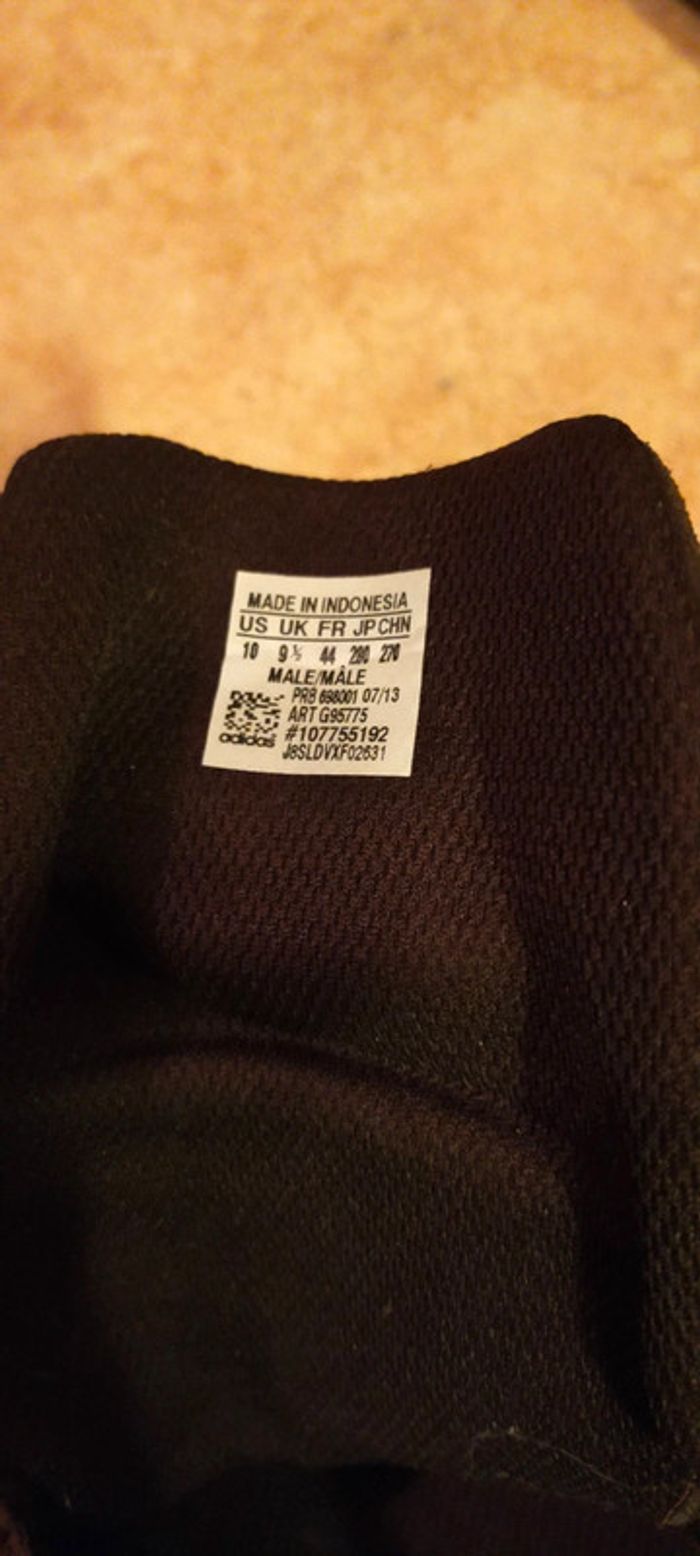 MADE IN INDONESIA
US UK FR JP CHN
10 9½ 44 280 270
MALE/MÂLE
PRB 698001 07/13
ART G95775
#107755192
adidas
J8SLDVXF02631